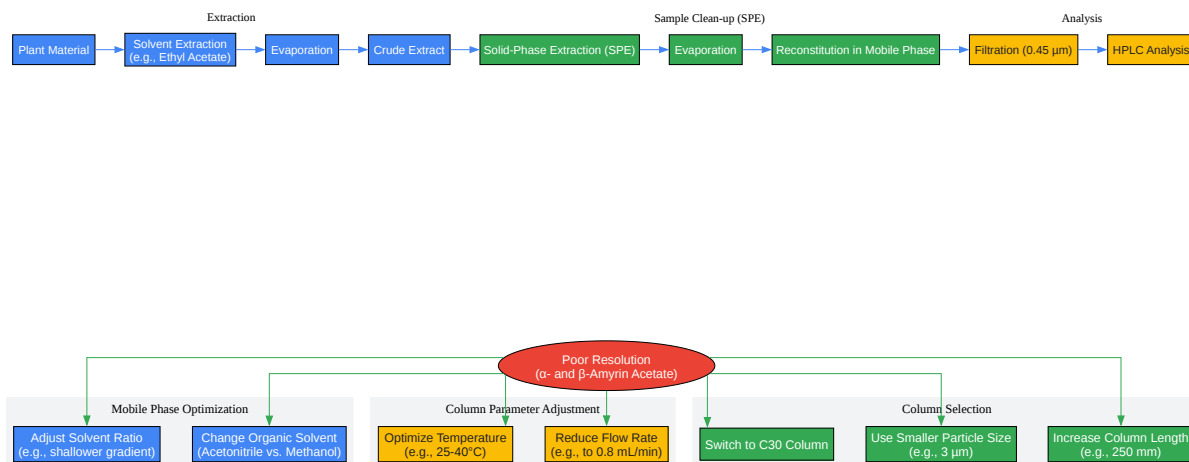 Extraction
Sample Clean-up (SPE)
Analysis
Plant Material
Solvent Extraction
(e.g., Ethyl Acetate)
Evaporation
Crude Extract
Solid-Phase Extraction (SPE)
Evaporation
Reconstitution in Mobile Phase
Filtration (0.45 µm)
HPLC Analysis
Poor Resolution
(α- and β-Amyrin Acetate)
Mobile Phase Optimization
Column Parameter Adjustment
Column Selection
Adjust Solvent Ratio
(e.g., shallower gradient)
Change Organic Solvent
(Acetonitrile vs. Methanol)
Optimize Temperature
(e.g., 25-40°C)
Reduce Flow Rate
(e.g., to 0.8 mL/min)
Switch to C30 Column
Use Smaller Particle Size
(e.g., 3 µm)
Increase Column Length
(e.g., 250 mm)